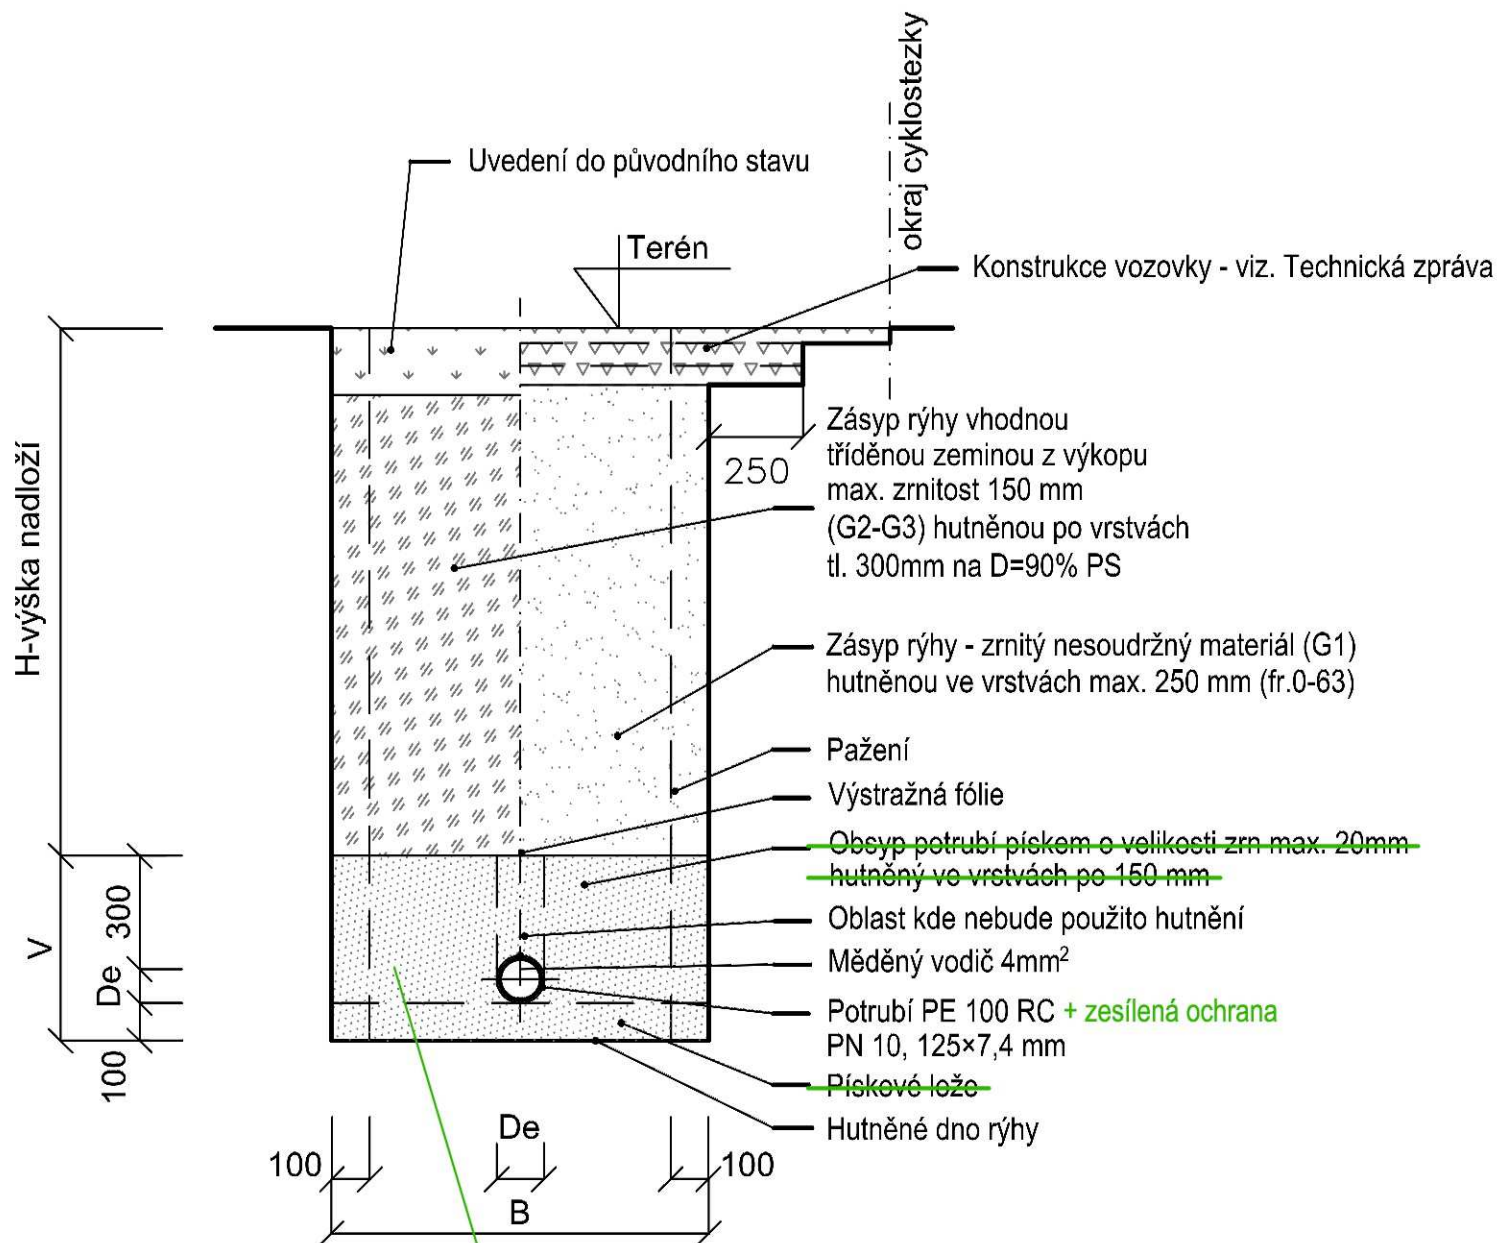 okraj cyklostezky
Uvedení do původního stavu
Terén
Konstrukce vozovky - viz. Technická zpráva
H-výška nadloží
250
Zásyp rýhy vhodnou
tříděnou zeminou z výkopu
max. zrnitost 150 mm
(G2-G3) hutněnou po vrstvách
tl. 300mm na D=90% PS
Zásyp rýhy - zrnitý nesoudržný materiál (G1)
hutněnou ve vrstvách max. 250 mm (fr.0-63)
Pažení
Výstražná fólie
Obsyp potrubí pískem o velikosti zrn max. 20mm
hutněný ve vrstvách po 150 mm
Oblast kde nebude použito hutnění
Měděný vodič 4mm²
Potrubí PE 100 RC + zesílená ochrana
PN 10, 125×7,4 mm
Pískové lože
Hutněné dno rýhy
V
300
De
100
100
De
100
B